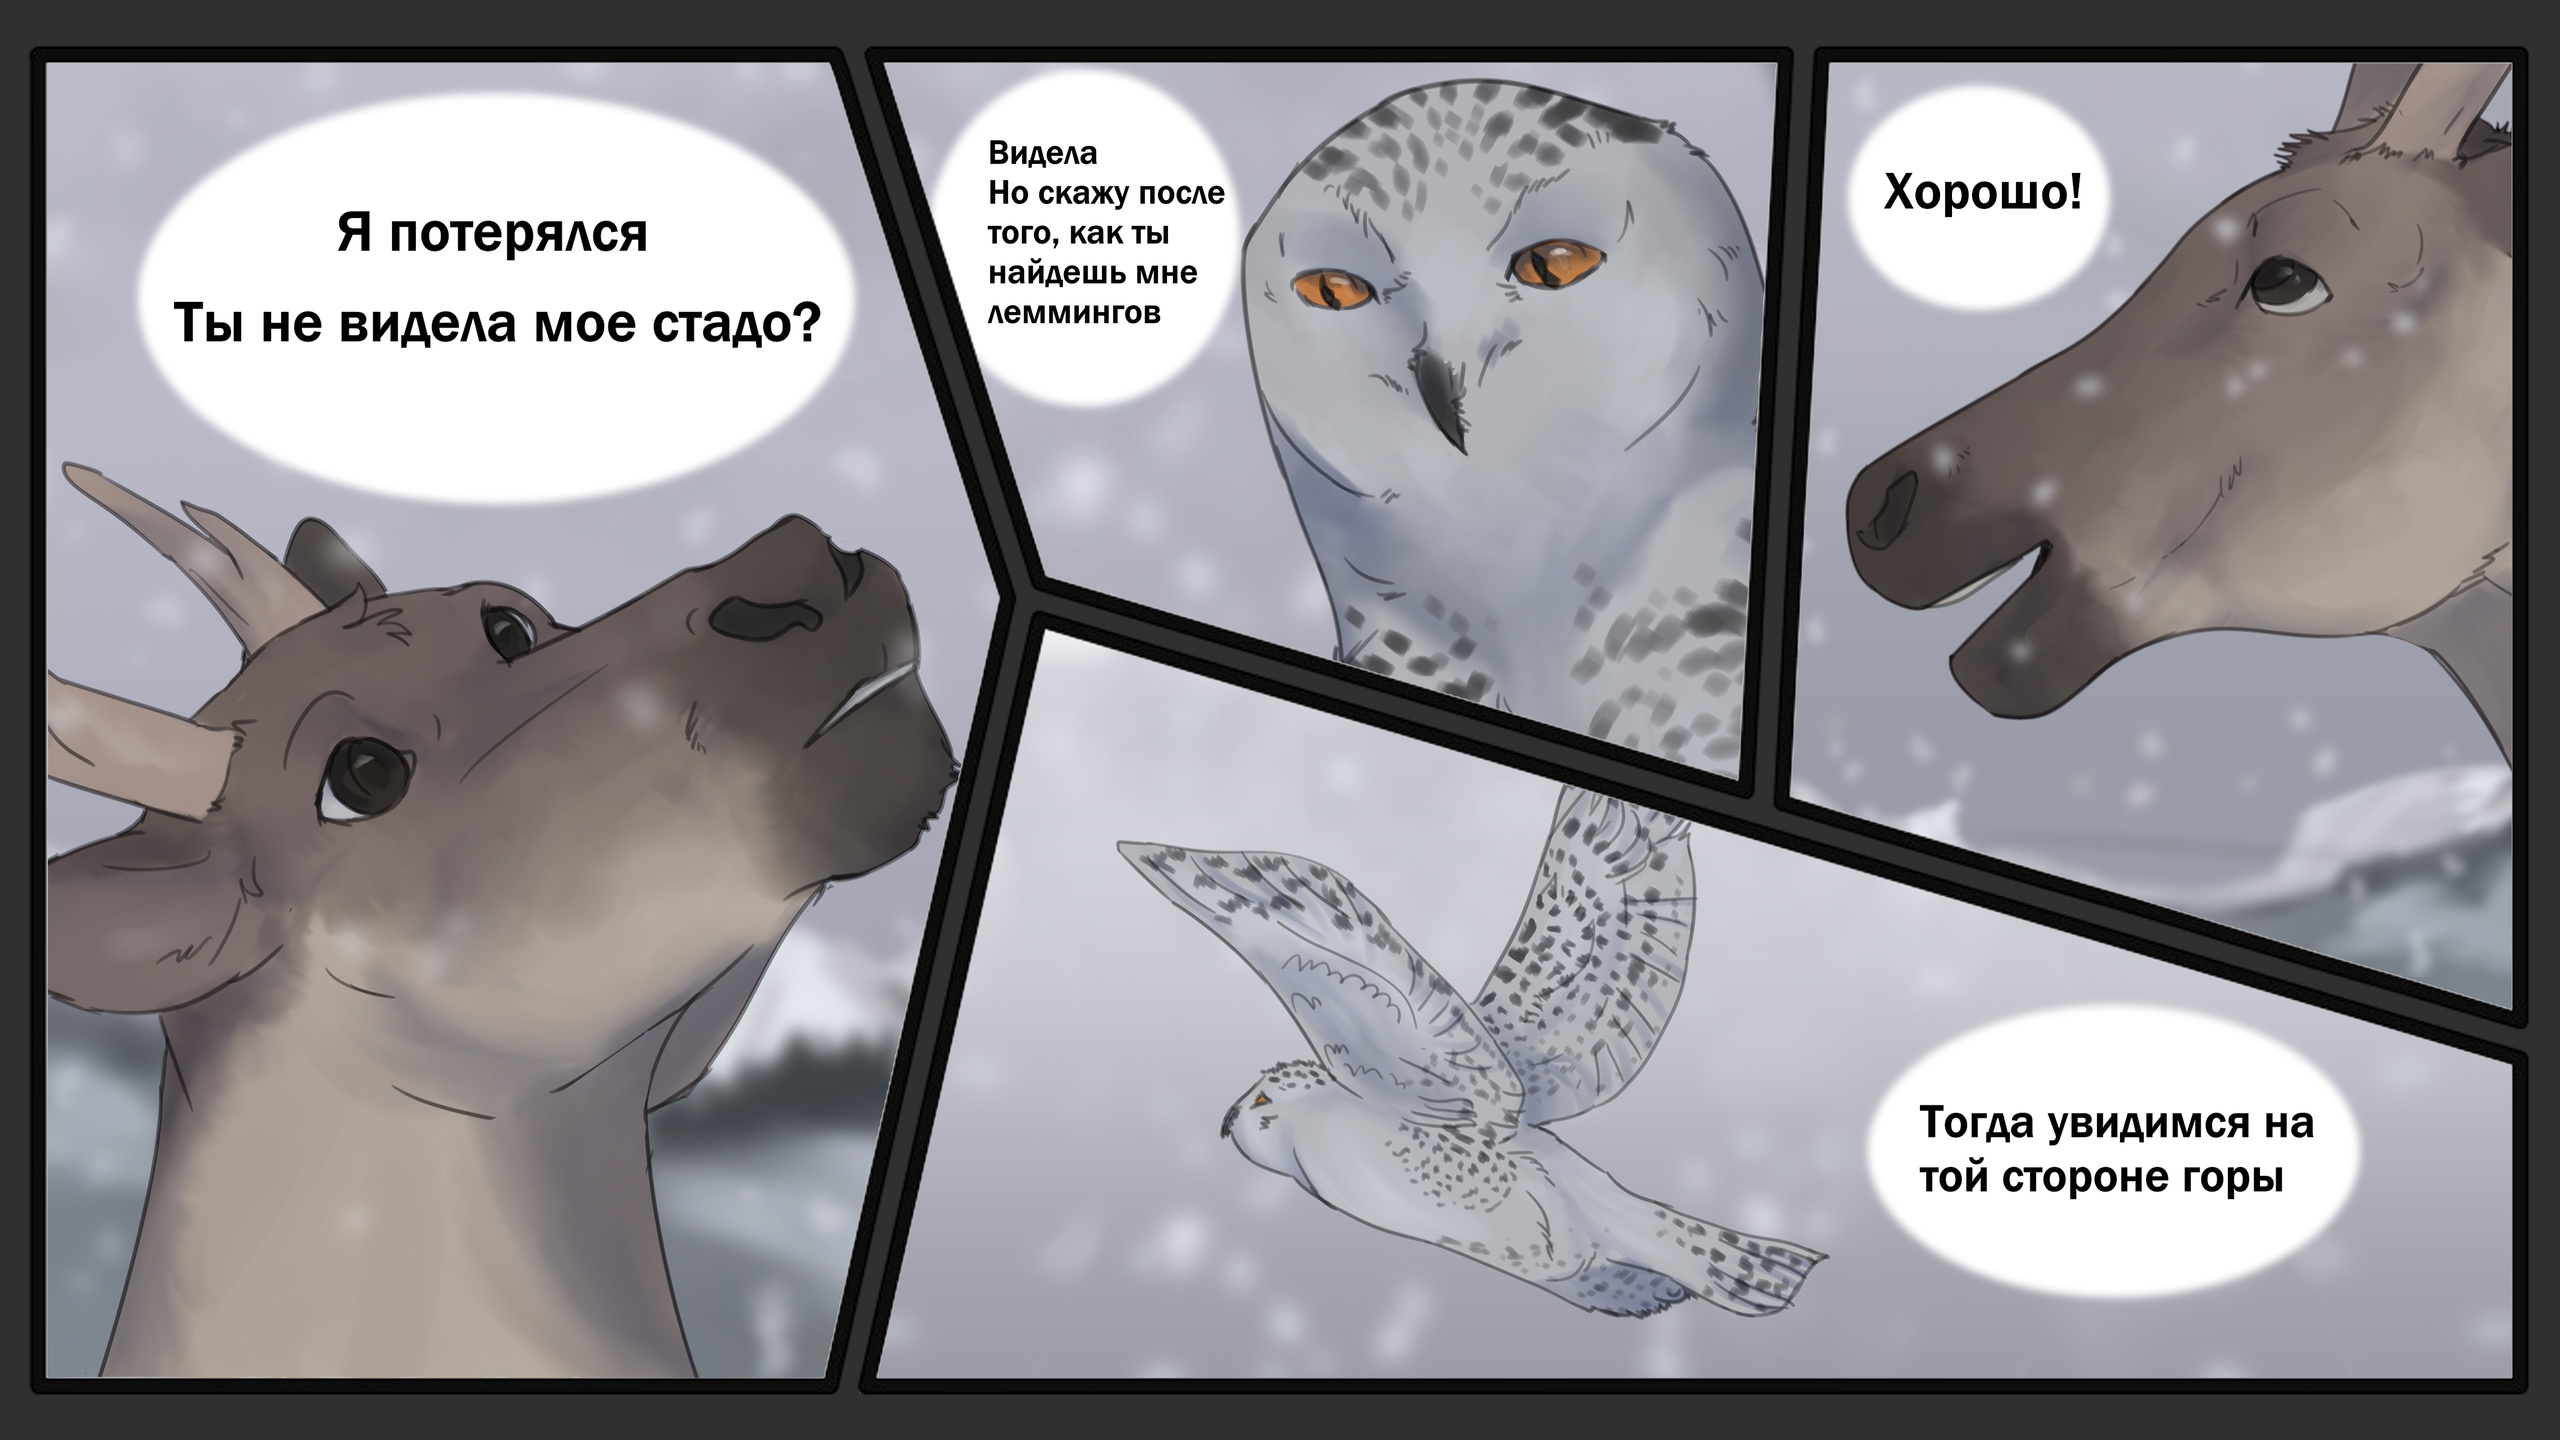 Я потерялся
Ты не видела мое стадо?
Видела
Но скажу после
того, как ты
найдешь мне
леммингов
Хорошо!
Тогда увидимся на
той стороне горы